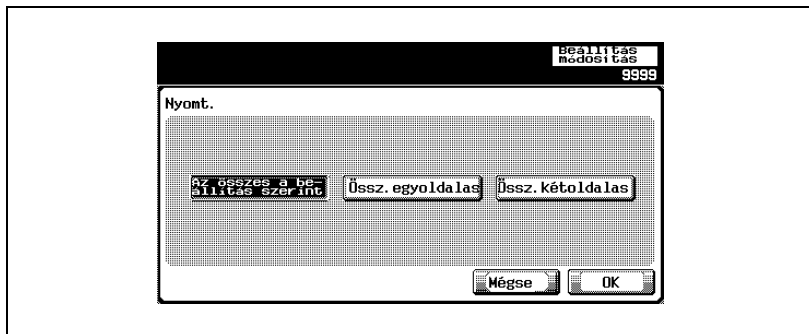 Beállítás
módosítás
9999
Nyomt.
Az összes a be-
állítás szerint
Össz.egyoldalas
Össz.kétoldalas
Mégse
OK